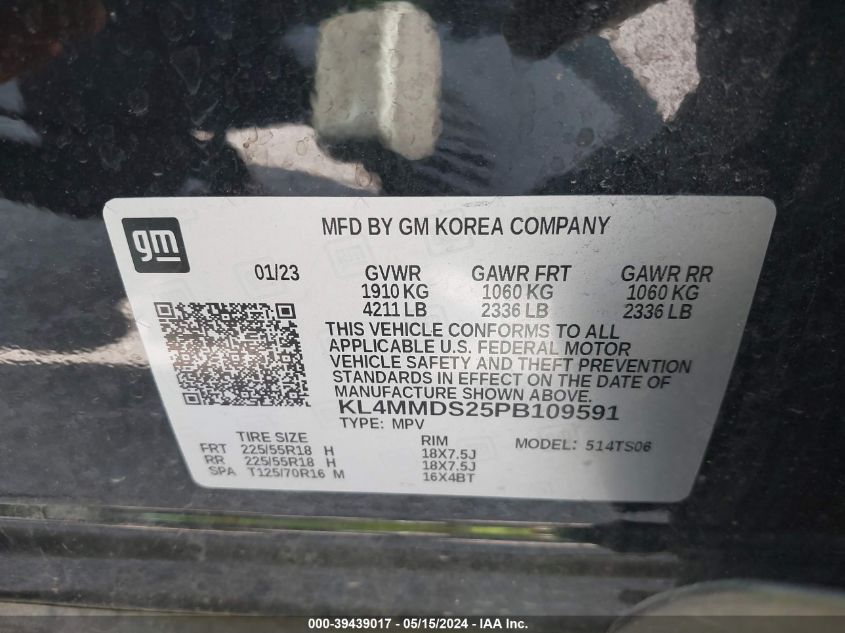 gm
MFD BY GM KOREA COMPANY
01/23 GVWR GAWR FRT GAWR RR
1910 KG 1060 KG 1060 KG
4211 LB 2336 LB 2336 LB
THIS VEHICLE CONFORMS TO ALL
APPLICABLE U.S. FEDERAL MOTOR
VEHICLE SAFETY AND THEFT PREVENTION
STANDARDS IN EFFECT ON THE DATE OF
MANUFACTURE SHOWN ABOVE.
KL4MMDS25PB109591
TYPE: MPV
TIRE SIZE RIM MODEL: 514TS06
FRT 225/55R18 H 18X7.5J
RR 225/55R18 H 18X7.5J
SPA T125/70R16 M 16X4BT
000-39439017 - 05/15/2024 - IAA Inc.